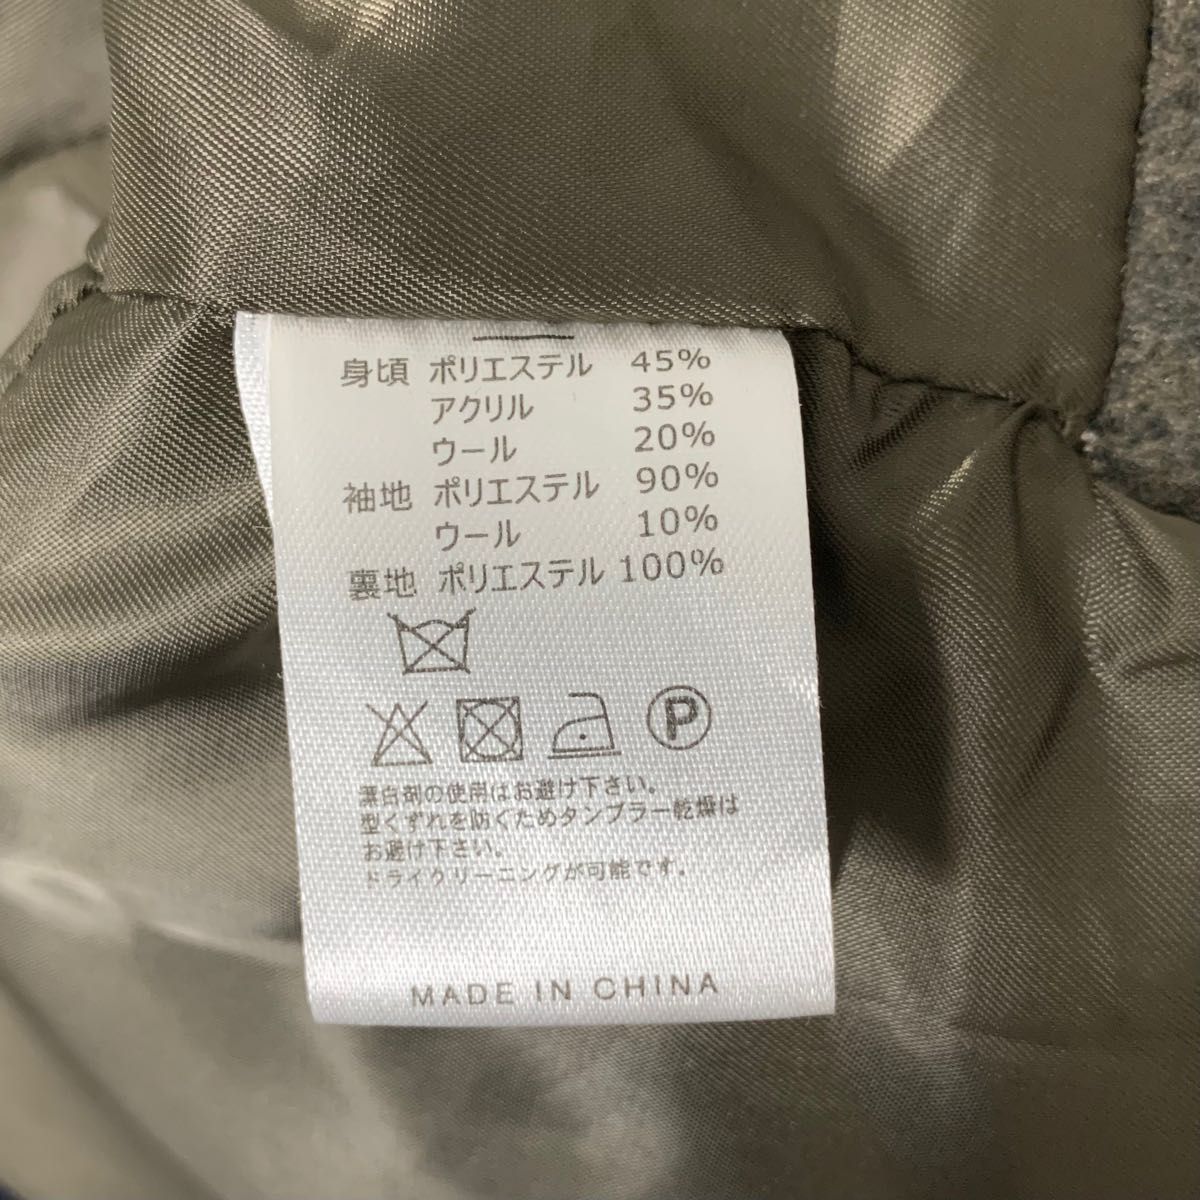 身頃 ポリエステル 45%
アクリル 35%
ウール 20%
袖地 ポリエステル 90%
ウール 10%
裏地 ポリエステル 100%
P
漂白剤の使用はお避け下さい。
型くずれを防ぐためタンブラー乾燥は
お避け下さい。
ドライクリーニングが可能です。
MADE IN CHINA